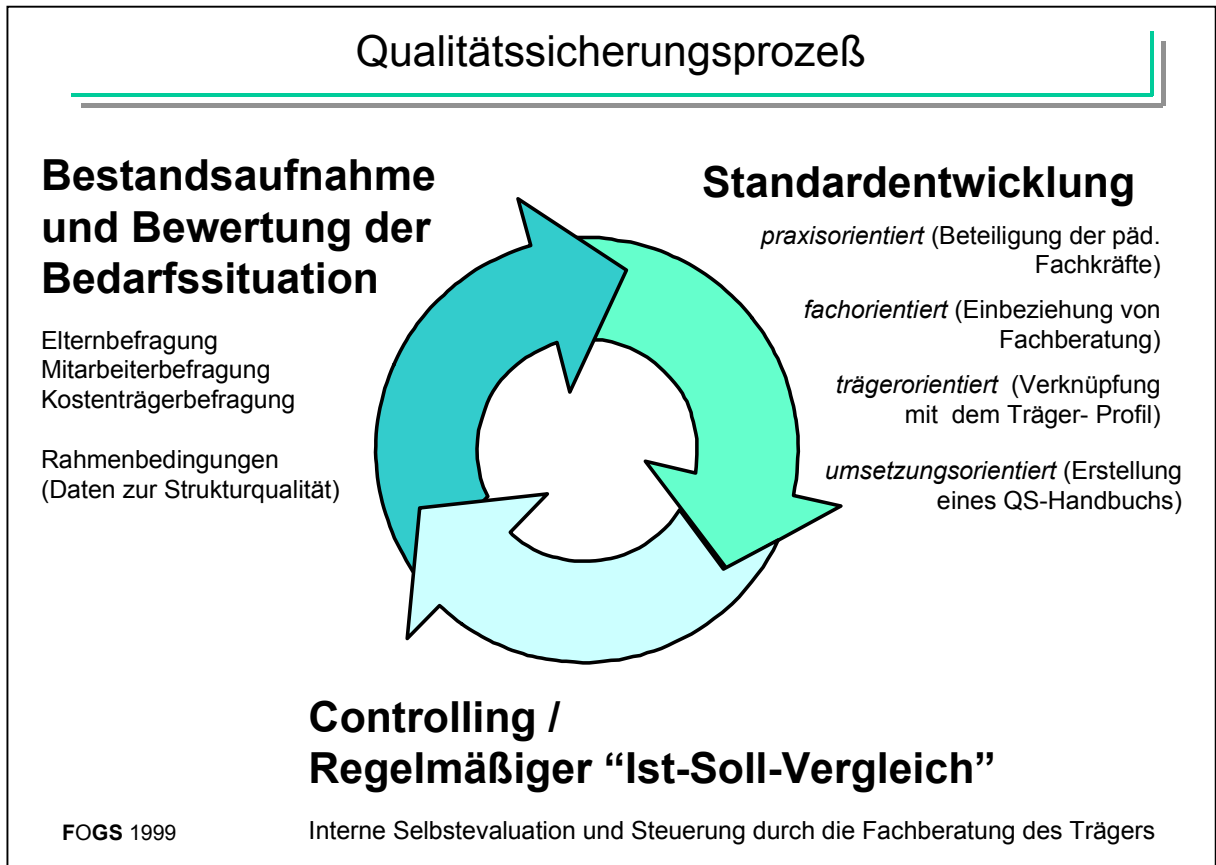 Qualitätssicherungsprozeß
Bestandsaufnahme
und Bewertung der
Bedarfssituation
Elternbefragung
Mitarbeiterbefragung
Kostenträgerbefragung
Rahmenbedingungen
(Daten zur Strukturqualität)
Standardentwicklung
praxisorientiert (Beteiligung der päd.
Fachkräfte)
fachorientiert (Einbeziehung von
Fachberatung)
trägerorientiert (Verknüpfung
mit dem Träger- Profil)
umsetzungsorientiert (Erstellung
eines QS-Handbuchs)
Controlling /
Regelmäßiger “Ist-Soll-Vergleich”
Interne Selbstevaluation und Steuerung durch die Fachberatung des Trägers
FOGS 1999